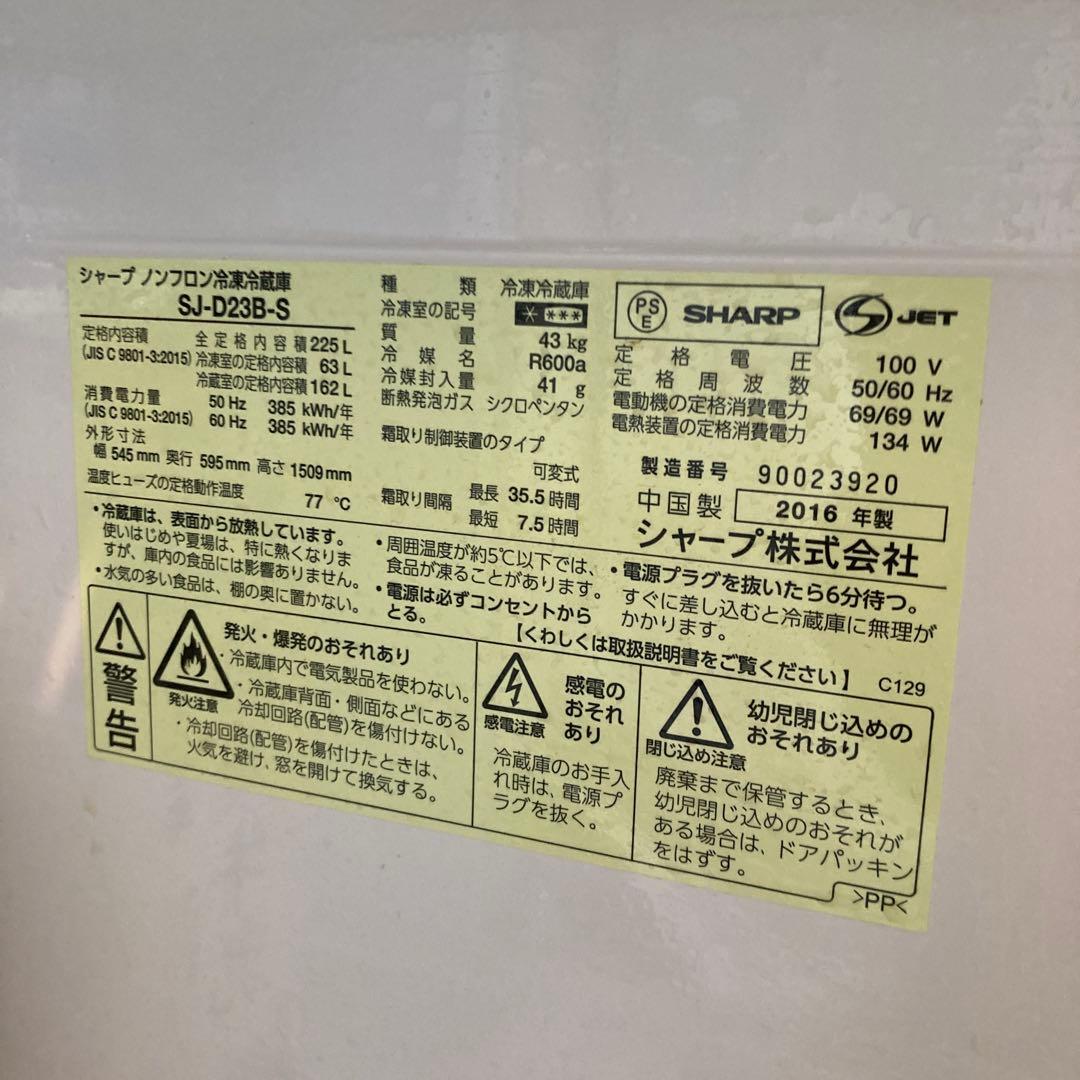 シャープ ノンフロン冷凍冷蔵庫
SJ-D23B-S
定格内容積 全定格内容積 225 L
(JIS C 9801-3:2015) 冷凍室の定格内容積 63 L
冷蔵室の定格内容積 162 L
消費電力量 50 Hz 385 kWh/年
(JIS C 9801-3:2015) 60 Hz 385 kWh/年
外形寸法
幅 545 mm 奥行 595 mm 高さ 1509 mm
温度ヒューズの定格動作温度 77 ℃
種類 冷凍冷蔵庫
冷凍室の記号 * ***
質量 43 kg
冷媒名 R600a
冷媒封入量 41 g
断熱発泡ガス シクロペンタン
霜取り制御装置のタイプ
可変式
霜取り間隔 最長 35.5 時間
最短 7.5 時間
PS
E
SHARP
S JET
定格電圧 100 V
定格周波数 50/60 Hz
電動機の定格消費電力 69/69 W
電熱装置の定格消費電力 134 W
製造番号 90023920
中国製 2016 年製
シャープ株式会社
・冷蔵庫は、表面から放熱しています。
使いはじめや夏場は、特に熱くなりま
すが、庫内の食品には影響ありません。
・水気の多い食品は、棚の奥に置かない。
・周囲温度が約5℃以下では、
食品が凍ることがあります。
・電源は必ずコンセントから
とる。
・電源プラグを抜いたら6分待つ。
すぐに差し込むと冷蔵庫に無理が
かかります。
【くわしくは取扱説明書をご覧ください】 C129
警告
発火注意
発火・爆発のおそれあり
・冷蔵庫内で電気製品を使わない。
・冷蔵庫背面・側面などにある
冷却回路(配管)を傷付けない。
・冷却回路(配管)を傷付けたときは、
火気を避け、窓を開けて換気する。
感電注意
感電の
おそれ
あり
冷蔵庫のお手入
れ時は、電源プ
ラグを抜く。
閉じ込め注意
幼児閉じ込めの
おそれあり
廃棄まで保管するとき、
幼児閉じ込めのおそれが
ある場合は、ドアパッキン
をはずす。
>PP<